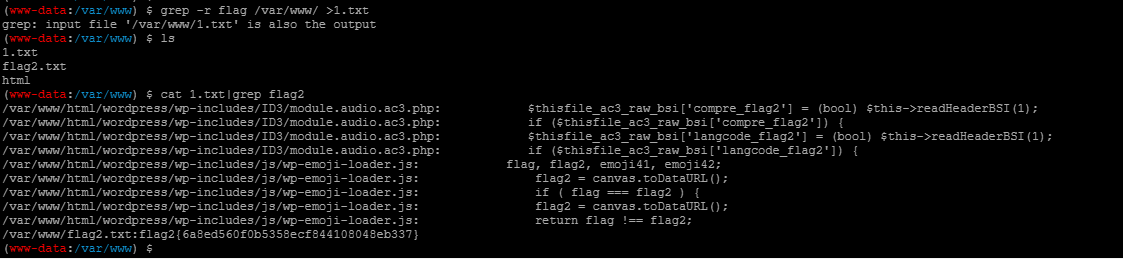 (www-data:/var/www) $ grep -r flag /var/www/ >1.txt
grep: input file '/var/www/1.txt' is also the output
(www-data:/var/www) $ ls
1.txt
flag2.txt
html
(www-data:/var/www) $ cat 1.txt|grep flag2
/var/www/html/wordpress/wp-includes/ID3/module.audio.ac3.php: $thisfile_ac3_raw_bsi['compre_flag2'] = (bool) $this->readHeaderBSI(1);
/var/www/html/wordpress/wp-includes/ID3/module.audio.ac3.php: if ($thisfile_ac3_raw_bsi['compre_flag2']) {
/var/www/html/wordpress/wp-includes/ID3/module.audio.ac3.php: $thisfile_ac3_raw_bsi['langcode_flag2'] = (bool) $this->readHeaderBSI(1);
/var/www/html/wordpress/wp-includes/ID3/module.audio.ac3.php: if ($thisfile_ac3_raw_bsi['langcode_flag2']) {
/var/www/html/wordpress/wp-includes/js/wp-emoji-loader.js: flag, flag2, emoji41, emoji42;
/var/www/html/wordpress/wp-includes/js/wp-emoji-loader.js: flag2 = canvas.toDataURL();
/var/www/html/wordpress/wp-includes/js/wp-emoji-loader.js: if ( flag === flag2 ) {
/var/www/html/wordpress/wp-includes/js/wp-emoji-loader.js: flag2 = canvas.toDataURL();
/var/www/html/wordpress/wp-includes/js/wp-emoji-loader.js: return flag !== flag2;
/var/www/flag2.txt:flag2{6a8ed560f0b5358ecf844108048eb337}
(www-data:/var/www) $